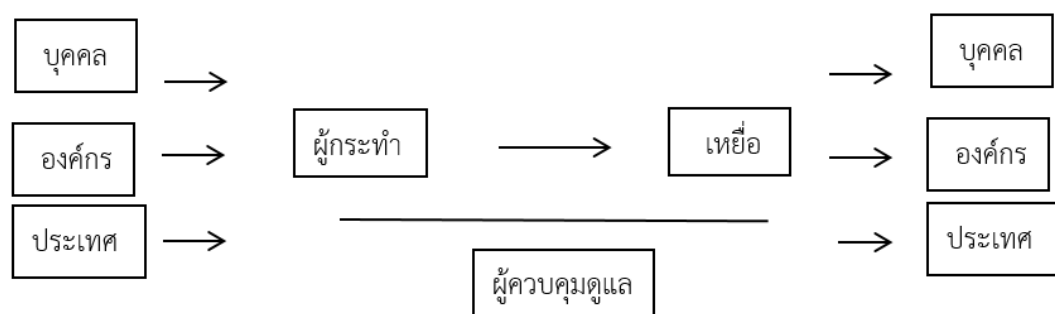 บุคคล
องค์กร
ประเทศ
ผู้กระทำ
เหยื่อ
ผู้ควบคุมดูแล
บุคคล
องค์กร
ประเทศ